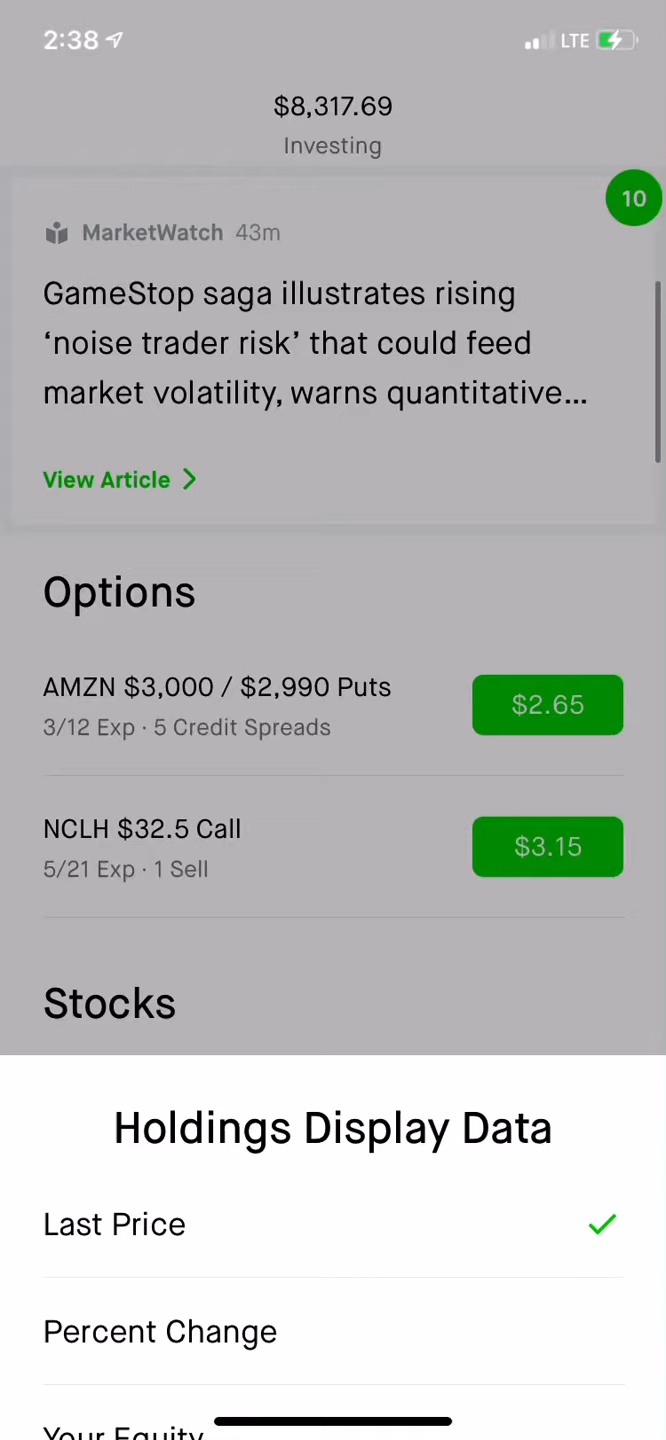 2:38
LTE
$8,317.69
Investing
10
MarketWatch 43m
GameStop saga illustrates rising
‘noise trader risk’ that could feed
market volatility, warns quantitative...
View Article
Options
AMZN $3,000 / $2,990 Puts
3/12 Exp · 5 Credit Spreads
$2.65
NCLH $32.5 Call
5/21 Exp · 1 Sell
$3.15
Stocks
Holdings Display Data
Last Price
Percent Change
Your Equity